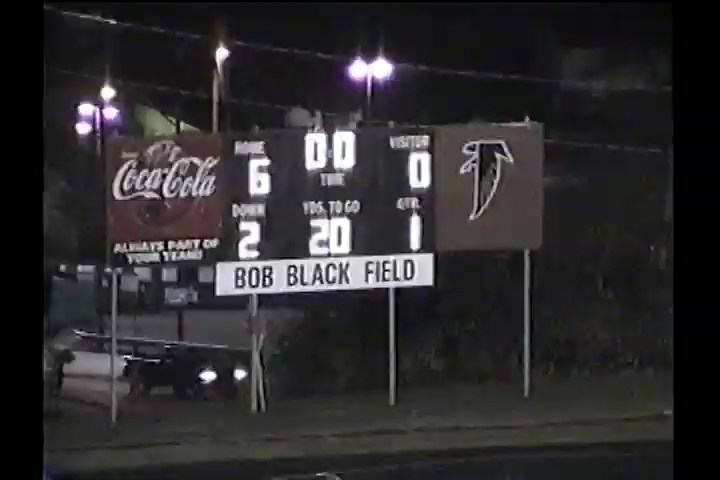 HOME
6
0:0
TIME
VISITOR
0
Coca-Cola
ALWAYS PART OF
YOUR TEAM!
DOWN
2
YDS. TO GO
20
QTR.
1
BOB BLACK FIELD